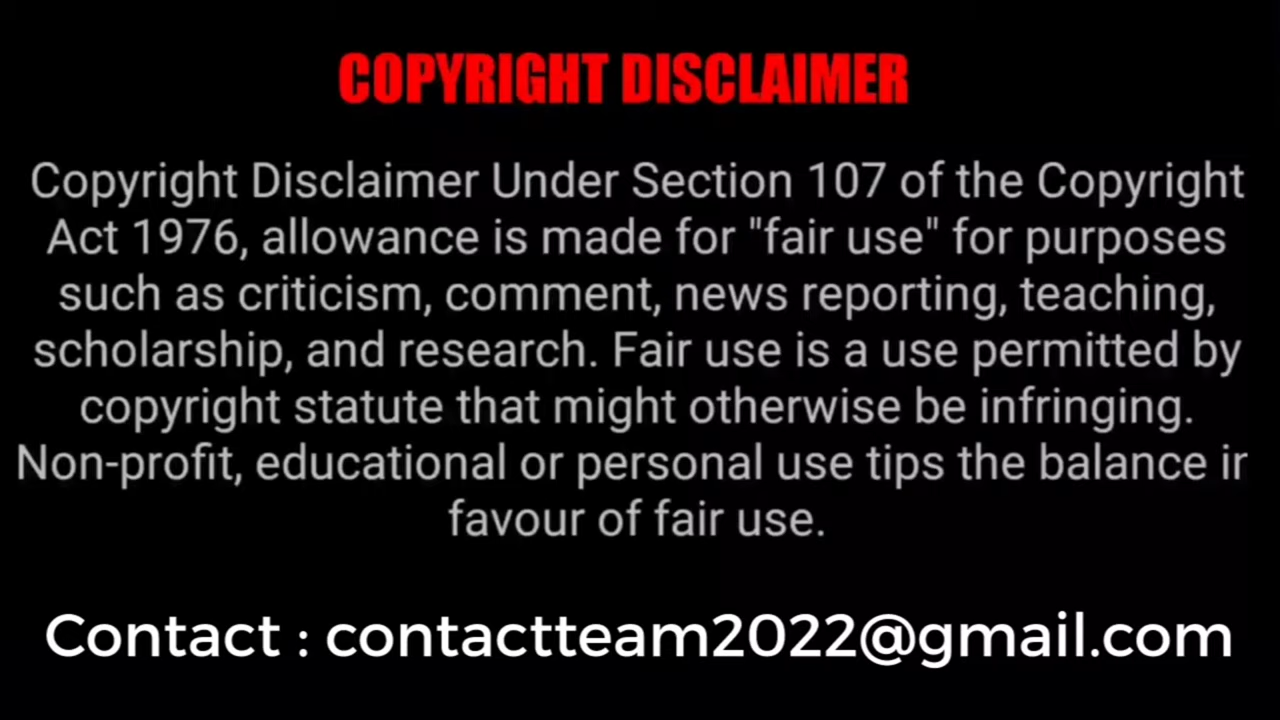 COPYRIGHT DISCLAIMER
Copyright Disclaimer Under Section 107 of the Copyright
Act 1976, allowance is made for "fair use" for purposes
such as criticism, comment, news reporting, teaching,
scholarship, and research. Fair use is a use permitted by
copyright statute that might otherwise be infringing.
Non-profit, educational or personal use tips the balance in
favour of fair use.
Contact : contactteam2022@gmail.com